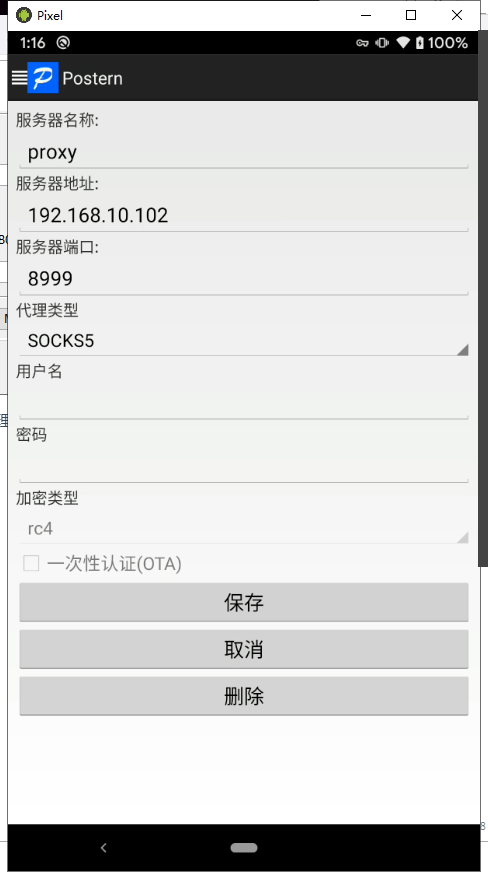 Pixel
1:16 100%
Postern
服务器名称:
proxy
服务器地址:
192.168.10.102
服务器端口:
8999
代理类型
SOCKS5
用户名
密码
加密类型
rc4
一次性认证(OTA)
保存
取消
删除